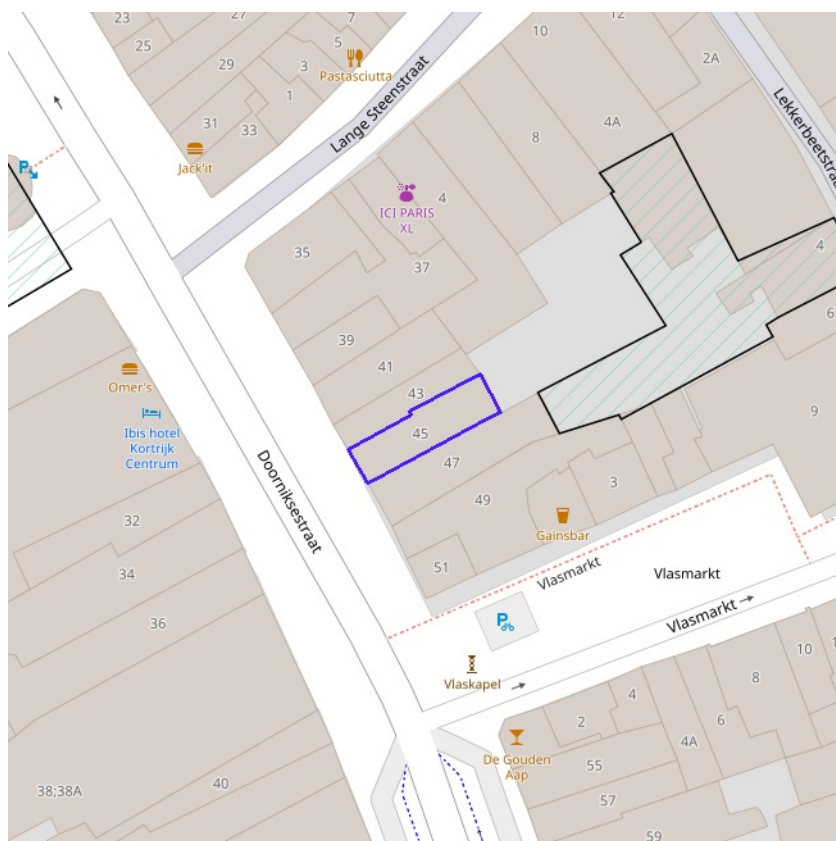 23
27
7
12
25
5
10
2A
29
3
Pastasciutta
1
31
33
8
4A
Jack'it
Lange Steenstraat
Lekkerbeetstraat
ICI PARIS
XL
4
35
37
4
6
39
41
43
Omer's
Ibis hotel
Kortrijk
Centrum
45
9
47
Doorniksestraat
49
3
32
Gainsbar
34
51
Vlasmarkt
Vlasmarkt
36
Vlasmarkt
Vlaskapel
10
4
8
2
6
4A
De Gouden
Aap
55
40
38;38A
57
59